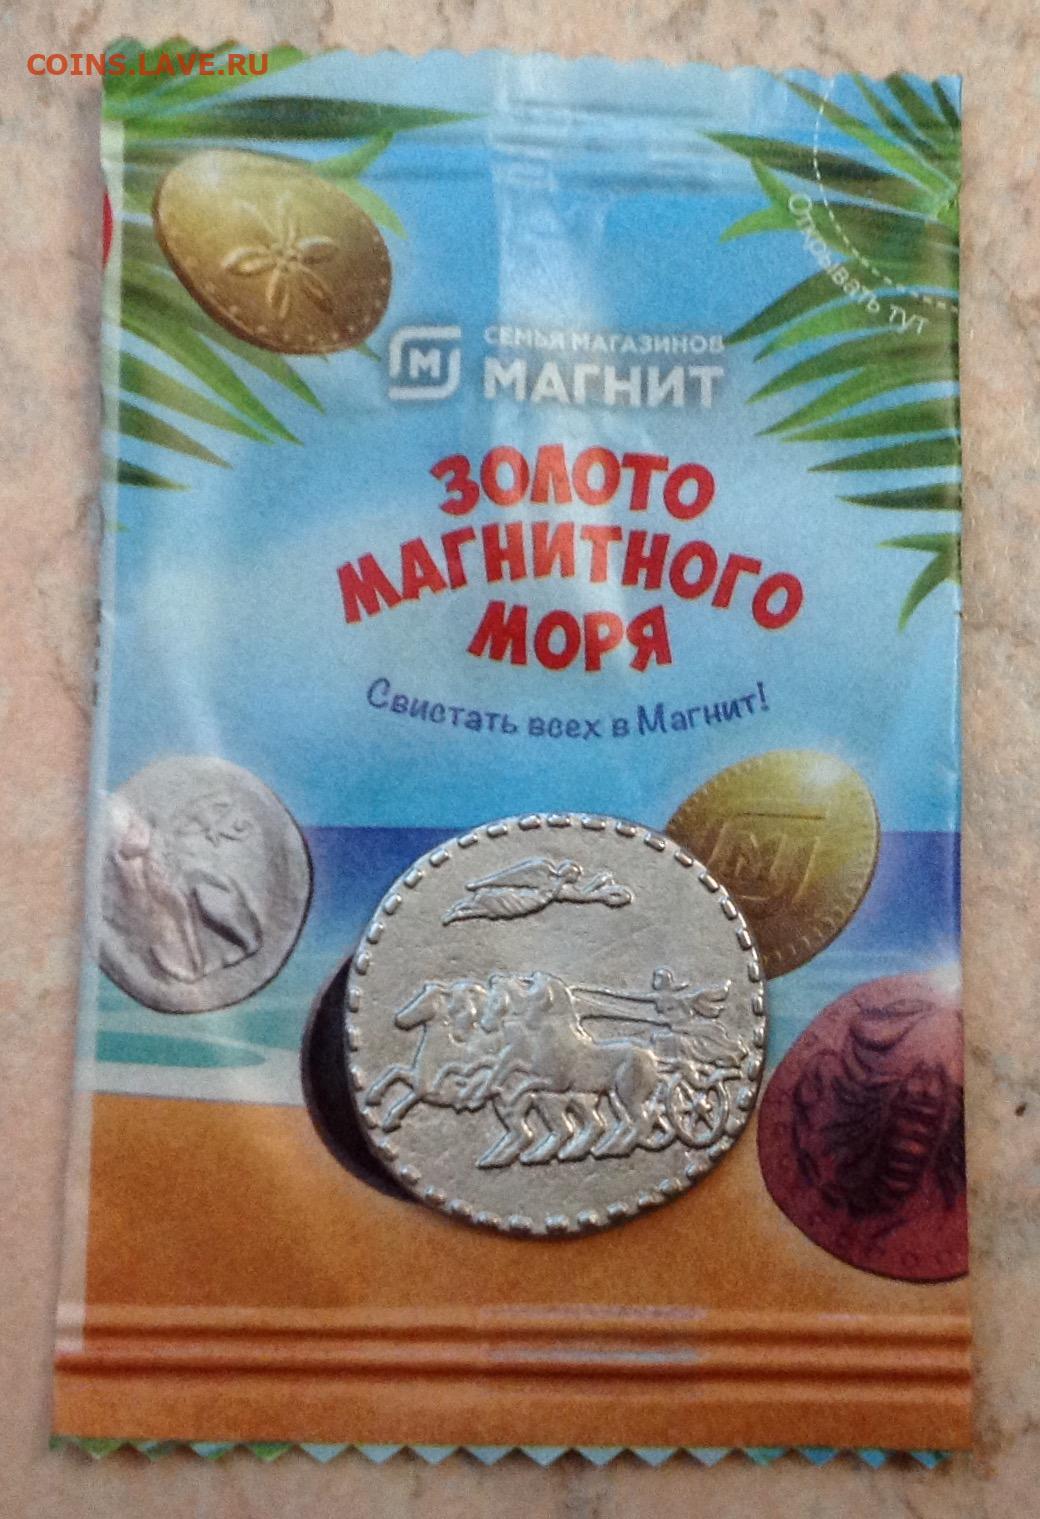 COINS.LAVE.RU
Открывать тут
М
СЕМЬЯ МАГАЗИНОВ
МАГНИТ
ЗОЛОТО
МАГНИТНОГО
МОРЯ
Свистать всех в Магнит!
М